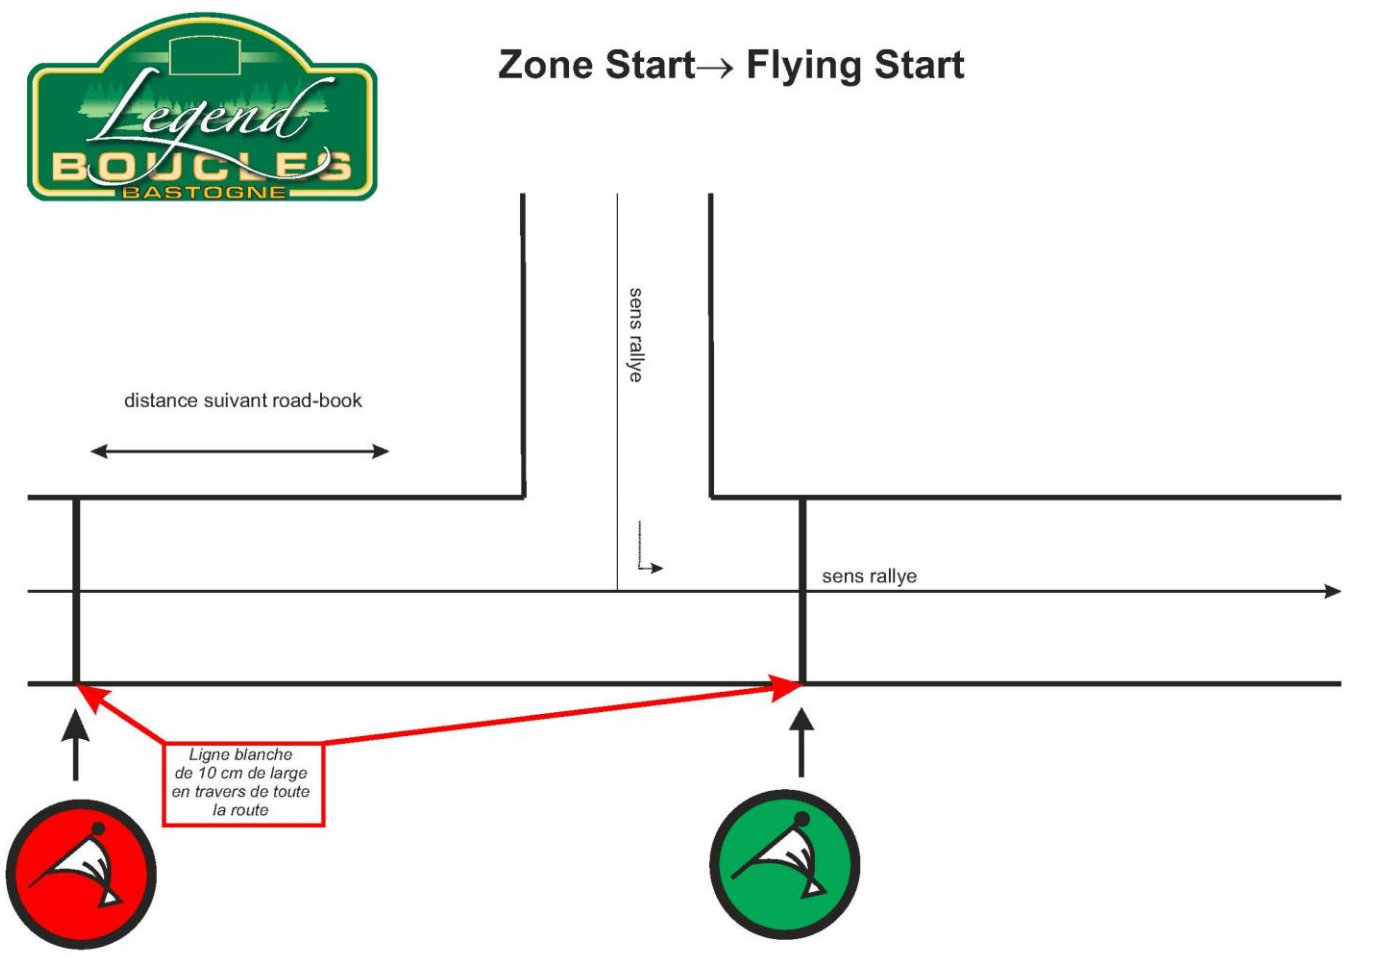 Legend
BOUCLES
BASTOGNE
Zone Start→ Flying Start
sens rallye
distance suivant road-book
sens rallye
Ligne blanche
de 10 cm de large
en travers de toute
la route